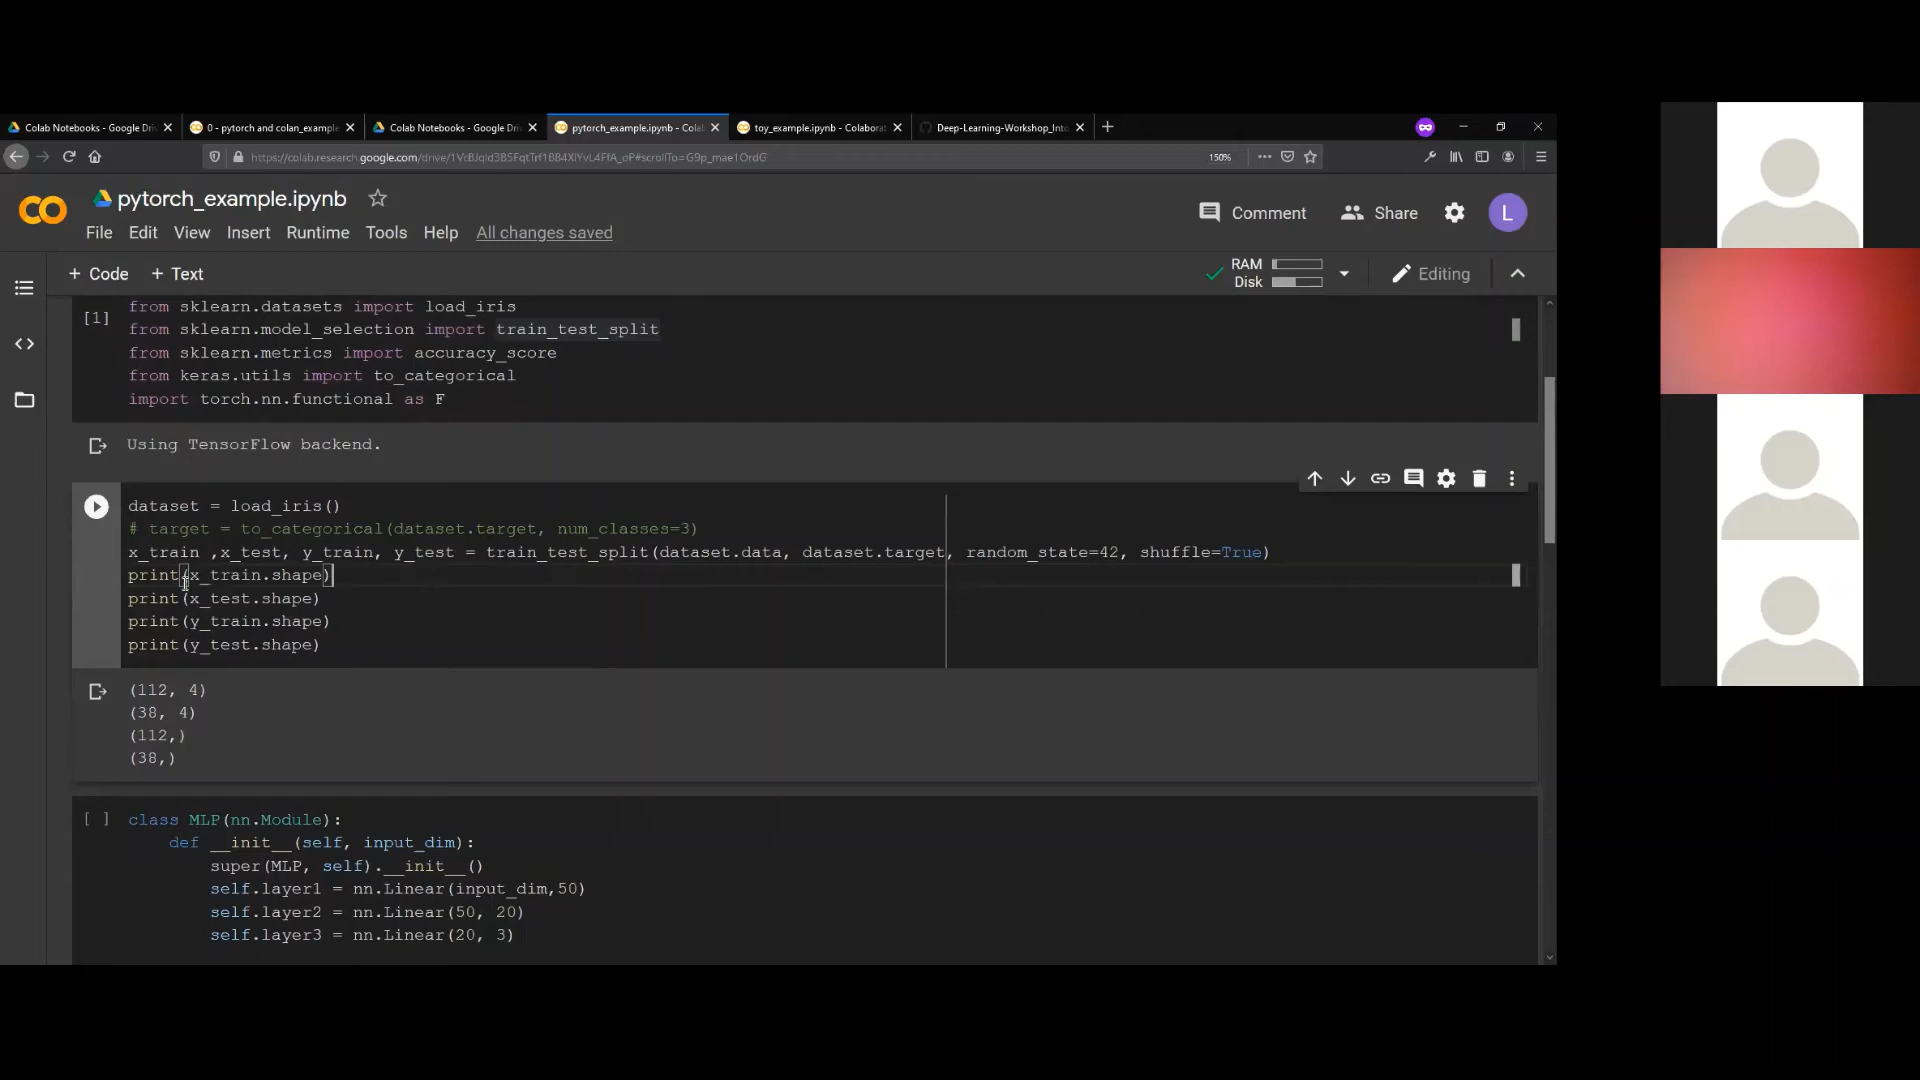 Colab Notebooks - Google Dri
0 - pytorch and colan_example
Colab Notebooks - Google Dri
pytorch_example.ipynb - Colab
toy_example.ipynb - Colaborat
Deep-Learning-Workshop_Into
150%
pytorch_example.ipynb
File Edit View Insert Runtime Tools Help All changes saved
Comment
Share
L
+ Code + Text
RAM
Disk
Editing
[1]
from sklearn.datasets import load_iris
from sklearn.model_selection import train_test_split
from sklearn.metrics import accuracy_score
from keras.utils import to_categorical
import torch.nn.functional as F
Using TensorFlow backend.
dataset = load_iris()
# target = to_categorical(dataset.target, num_classes=3)
x_train ,x_test, y_train, y_test = train_test_split(dataset.data, dataset.target, random_state=42, shuffle=True)
print(x_train.shape)
print(x_test.shape)
print(y_train.shape)
print(y_test.shape)
(112, 4)
(38, 4)
(112,)
(38,)
[ ]
class MLP(nn.Module):
def __init__(self, input_dim):
super(MLP, self).__init__()
self.layer1 = nn.Linear(input_dim,50)
self.layer2 = nn.Linear(50, 20)
self.layer3 = nn.Linear(20, 3)